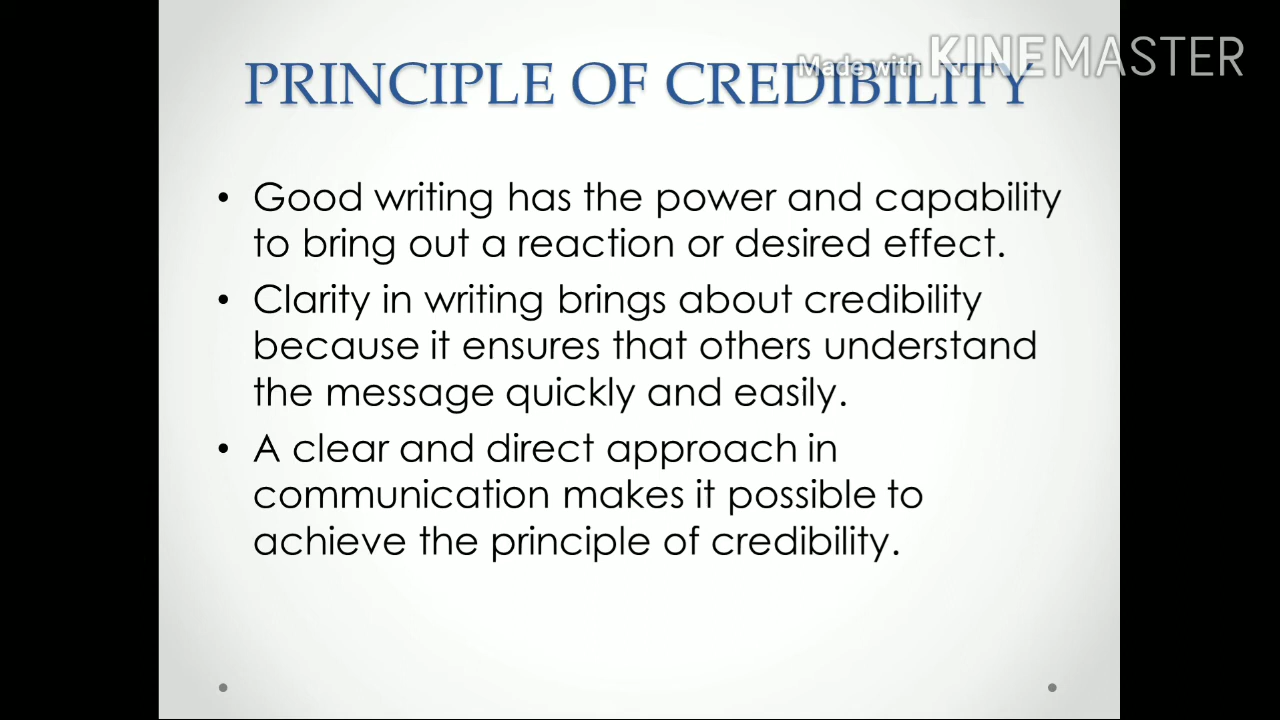 Made with KINEMASTER
PRINCIPLE OF CREDIBILITY
• Good writing has the power and capability
to bring out a reaction or desired effect.
• Clarity in writing brings about credibility
because it ensures that others understand
the message quickly and easily.
• A clear and direct approach in
communication makes it possible to
achieve the principle of credibility.